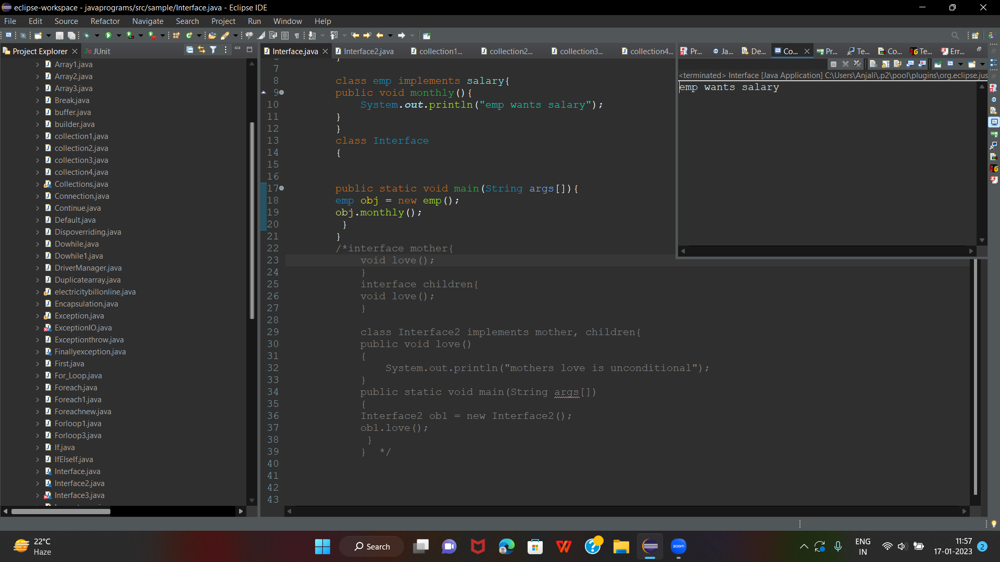 eclipse-workspace - javaprograms/src/sample/Interface.java - Eclipse IDE
File Edit Source Refactor Navigate Search Project Run Window Help
Project Explorer
JUnit
Array1.java
Array2.java
Array3.java
Break.java
buffer.java
builder.java
collection1.java
collection2.java
collection3.java
collection4.java
Collections.java
Connection.java
Continue.java
Default.java
Dispoverriding.java
Dowhile.java
Dowhile1.java
DriverManager.java
Duplicatearray.java
electricitybillonline.java
Encapsulation.java
Exception.java
ExceptionIO.java
Exceptionthrow.java
Finallyexception.java
First.java
For_Loop.java
Foreach.java
Foreach1.java
Foreachnew.java
Forloop1.java
Forloop3.java
If.java
IfElseIf.java
Interface.java
Interface2.java
Interface3.java
Interface.java Interface2.java collection1... collection2... collection3... collection4...
}
7
8 class emp implements salary{
9 public void monthly(){
10 System.out.println("emp wants salary");
11 }
12 }
13 class Interface
14 {
15
16
17 public static void main(String args[]){
18 emp obj = new emp();
19 obj.monthly();
20 }
21 }
22 /*interface mother{
23 void love();
24 }
25 interface children{
26 void love();
27 }
28
29 class Interface2 implements mother, children{
30 public void love()
31 {
32 System.out.println("mothers love is unconditional");
33 }
34 public static void main(String args[])
35 {
36 Interface2 ob1 = new Interface2();
37 ob1.love();
38 }
39 } */
40
41
42
43
Pr... Ja... De... Co... Pr... Te... Co... Te... Err...
<terminated> Interface [Java Application] C:\Users\Anjali\.p2\pool\plugins\org.eclipse.jus
emp wants salary
22°C
Haze
Search
zoom
ENG
IN
11:57
17-01-2023
2